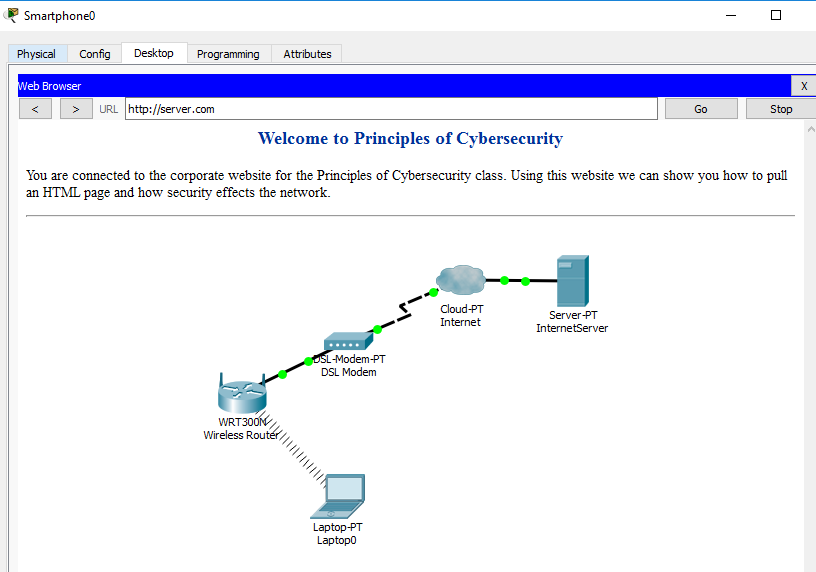 Smartphone0
Physical Config Desktop Programming Attributes
Web Browser X
< > URL http://server.com Go Stop
Welcome to Principles of Cybersecurity
You are connected to the corporate website for the Principles of Cybersecurity class. Using this website we can show you how to pull
an HTML page and how security effects the network.
Cloud-PT
Internet
Server-PT
InternetServer
DSL-Modem-PT
DSL Modem
WRT300N
Wireless Router
Laptop-PT
Laptop0